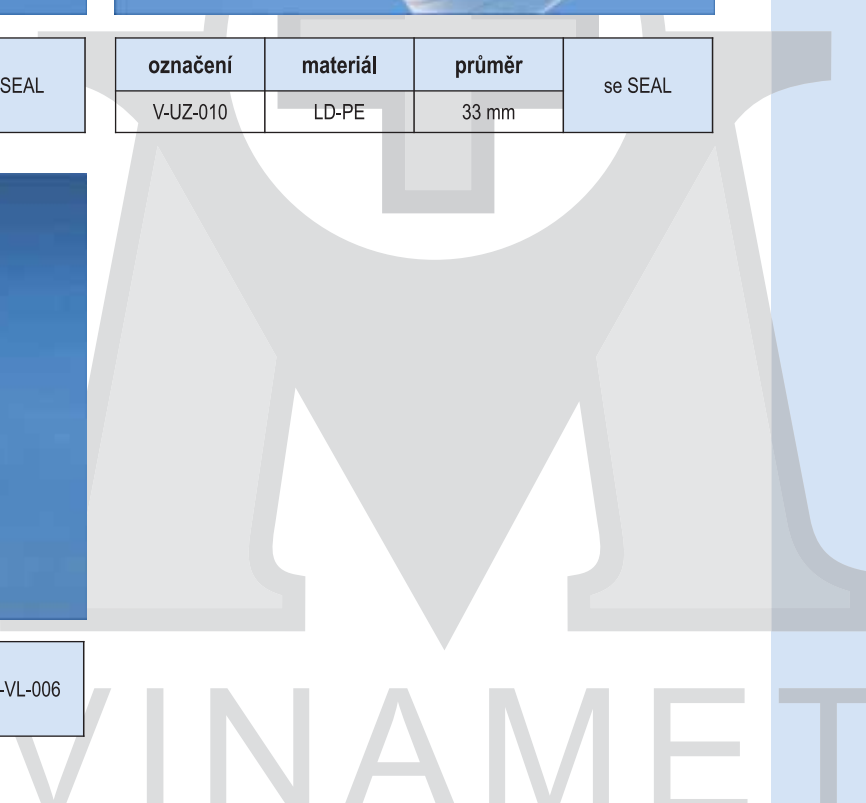 SEAL
označení materiál průměr se SEAL
V-UZ-010 LD-PE 33 mm
-VL-006
VINAMET